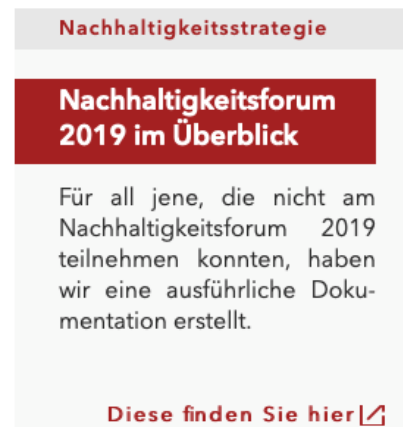 Nachhaltigkeitsstrategie
Nachhaltigkeitsforum
2019 im Überblick
Für all jene, die nicht am
Nachhaltigkeitsforum 2019
teilnehmen konnten, haben
wir eine ausführliche Doku-
mentation erstellt.
Diese finden Sie hier